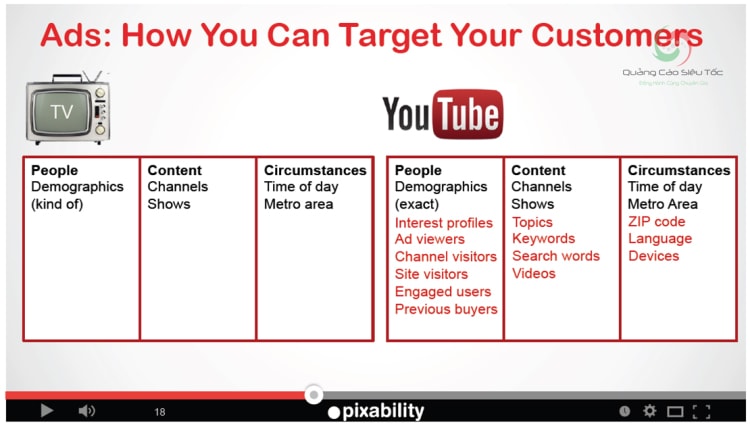 Ads: How You Can Target Your Customers
Quảng Cáo Siêu Tốc
TV
YouTube
People
Demographics
(kind of)
Content
Channels
Shows
Circumstances
Time of day
Metro area
People
Demographics
(exact)
Interest profiles
Ad viewers
Channel visitors
Site visitors
Engaged users
Previous buyers
Content
Channels
Shows
Topics
Keywords
Search words
Videos
Circumstances
Time of day
Metro Area
ZIP code
Language
Devices
18
pixability